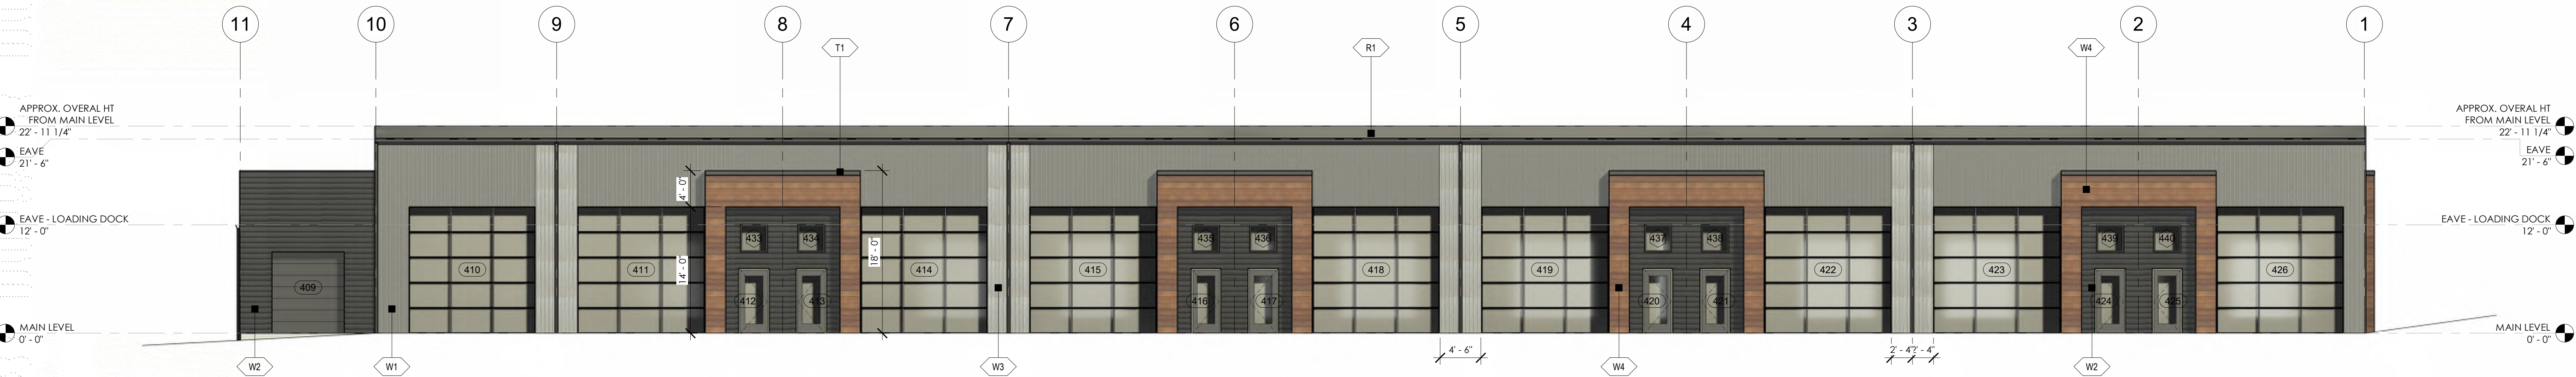 11
10
9
8
7
6
5
4
3
2
1
T1
R1
W4
APPROX. OVERAL HT
FROM MAIN LEVEL
22' - 11 1/4"
EAVE
21' - 6"
EAVE - LOADING DOCK
12' - 0"
MAIN LEVEL
0' - 0"
APPROX. OVERAL HT
FROM MAIN LEVEL
22' - 11 1/4"
EAVE
21' - 6"
EAVE - LOADING DOCK
12' - 0"
MAIN LEVEL
0' - 0"
4' - 0"
14' - 0"
18' - 0"
433
434
435
436
437
438
439
440
409
410
411
412
413
414
415
416
417
418
419
420
421
422
423
424
425
426
4' - 6"
2' - 4"
2' - 4"
W2
W1
W3
W4
W2